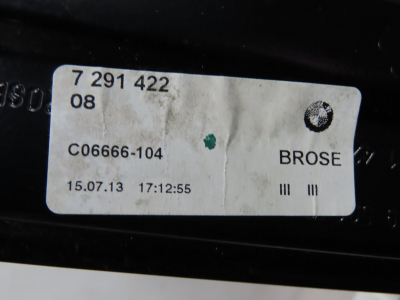 7 291 422
08
C06666-104 BROSE
15.07.13 17:12:55 III III